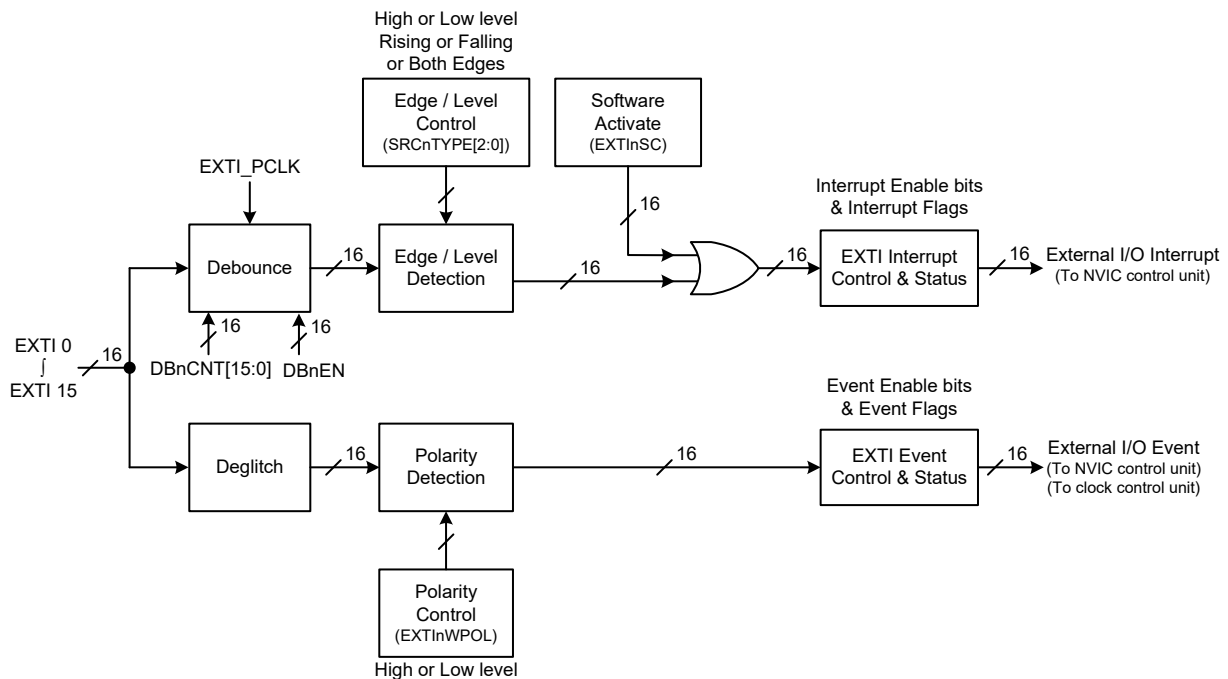 High or Low level
Rising or Falling
or Both Edges
Edge / Level
Control
(SRCnTYPE[2:0])
Software
Activate
(EXTInSC)
EXTI_PCLK
16
Interrupt Enable bits
& Interrupt Flags
Debounce
16
Edge / Level
Detection
16
16
EXTI Interrupt
Control & Status
16
External I/O Interrupt
(To NVIC control unit)
16
16
DBnCNT[15:0]
DBnEN
EXTI 0
∫
EXTI 15
16
Event Enable bits
& Event Flags
Deglitch
16
Polarity
Detection
16
EXTI Event
Control & Status
16
External I/O Event
(To NVIC control unit)
(To clock control unit)
Polarity
Control
(EXTInWPOL)
High or Low level